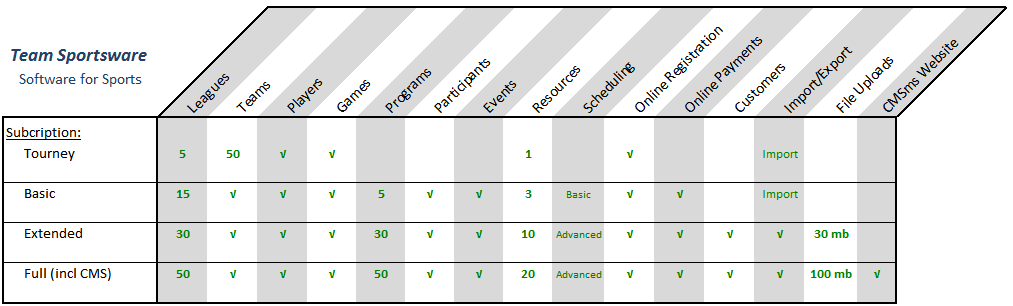 Team Sportsware
Software for Sports
Leagues
Teams
Players
Games
Programs
Participants
Events
Resources
Scheduling
Online Registration
Online Payments
Customers
Import/Export
File Uploads
CMSms Website
Subcription:
Tourney 5 50 √ √ 1 √ Import
Basic 15 √ √ √ 5 √ √ 3 Basic √ √ Import
Extended 30 √ √ √ 30 √ √ 10 Advanced √ √ √ √ 30 mb
Full (incl CMS) 50 √ √ √ 50 √ √ 20 Advanced √ √ √ √ 100 mb √